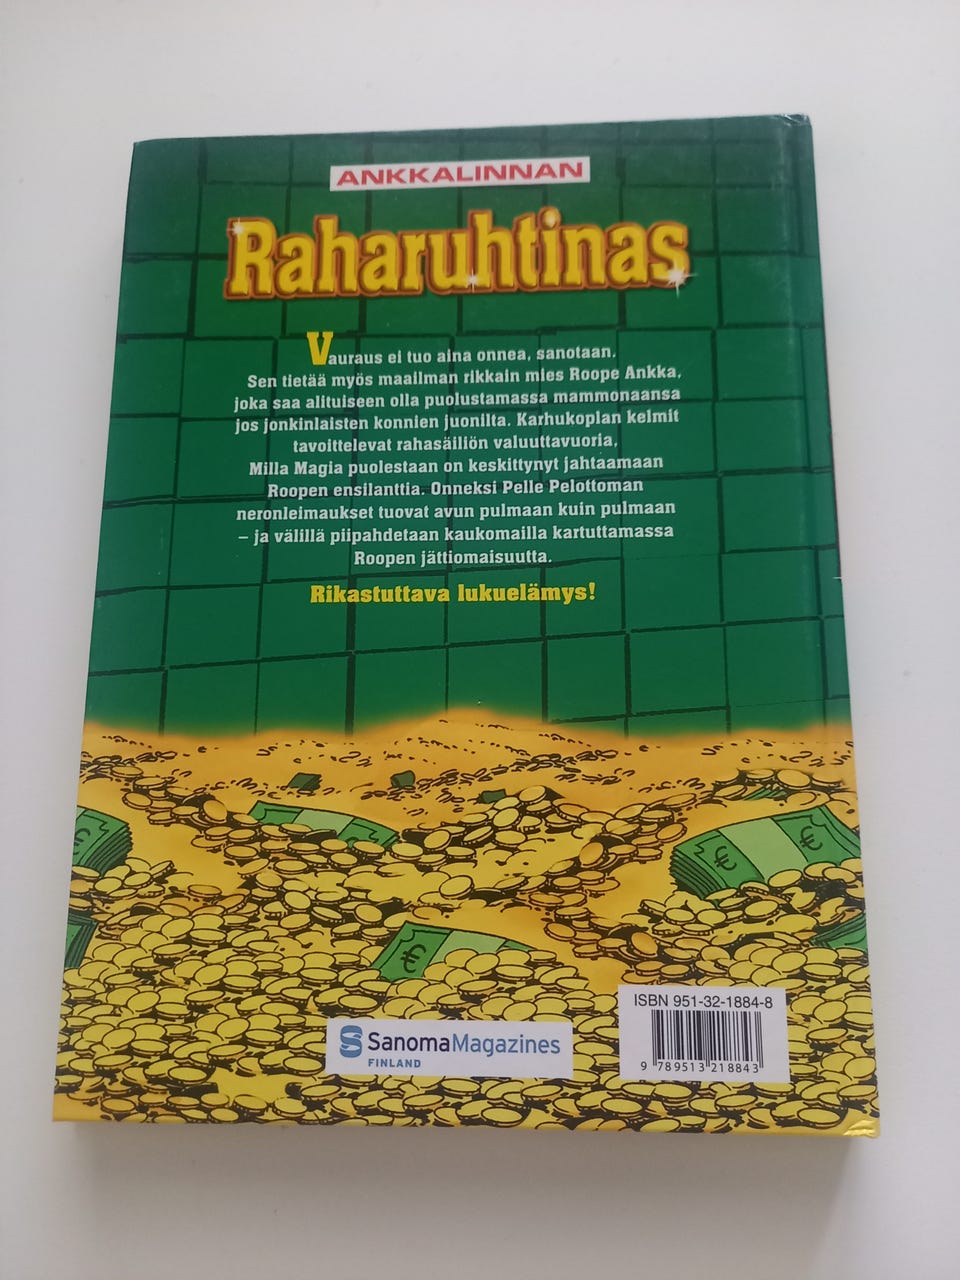 ANKKALINNAN
Raharuhtinas
Vauraus ei tuo aina onnea, sanotaan.
Sen tietää myös maailman rikkain mies Roope Ankka,
joka saa alituiseen olla puolustamassa mammonaansa
jos jonkinlaisten konnien juonilta. Karhukoplan kelmit
tavoittelevat rahasäiliön valuuttavuoria,
Milla Magia puolestaan on keskittynyt jahtaamaan
Roopen ensilanttia. Onneksi Pelle Pelottoman
neronleimaukset tuovat avun pulmaan kuin pulmaan
– ja välillä piipahdetaan kaukomailla kartuttamassa
Roopen jättiomaisuutta.
Rikastuttava lukuelämys!
€
€
€
ISBN 951-32-1884-8
SanomaMagazines
FINLAND
9 789513 218843